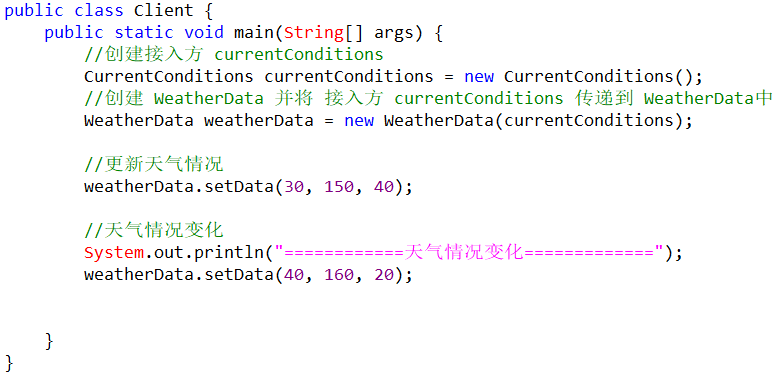 public class Client {
    public static void main(String[] args) {
        //创建接入方 currentConditions
        CurrentConditions currentConditions = new CurrentConditions();
        //创建 WeatherData 并将 接入方 currentConditions 传递到 WeatherData中
        WeatherData weatherData = new WeatherData(currentConditions);

        //更新天气情况
        weatherData.setData(30, 150, 40);

        //天气情况变化
        System.out.println("============天气情况变化=============");
        weatherData.setData(40, 160, 20);


    }
}